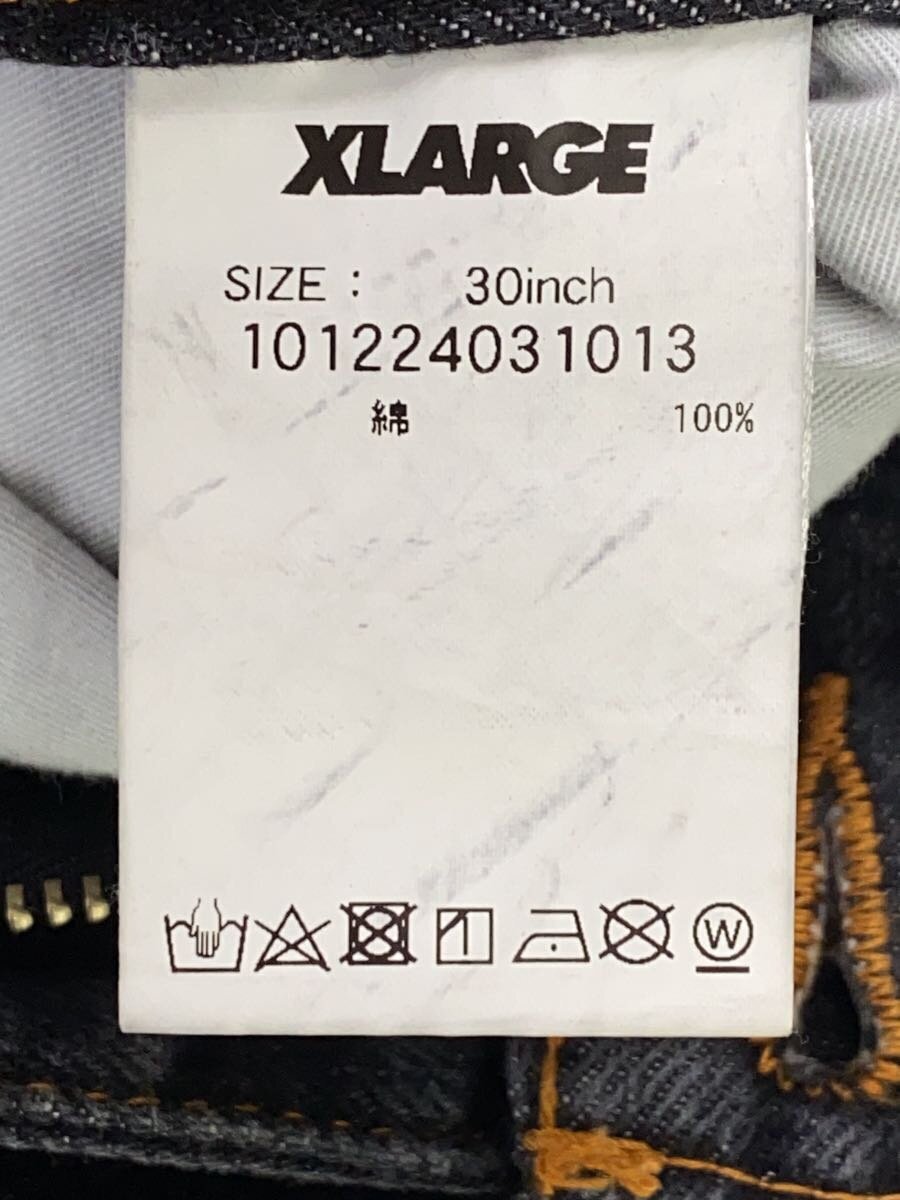 XLARGE
SIZE : 30inch
101224031013
綿 100%
W